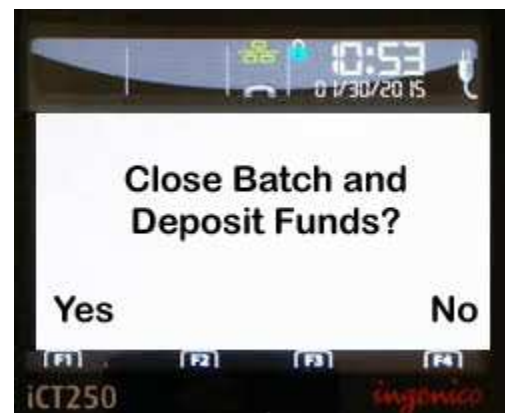 10:53
01/30/2015
Close Batch and
Deposit Funds?
Yes No
F1 F2 F3 F4
iCT250 ingenico